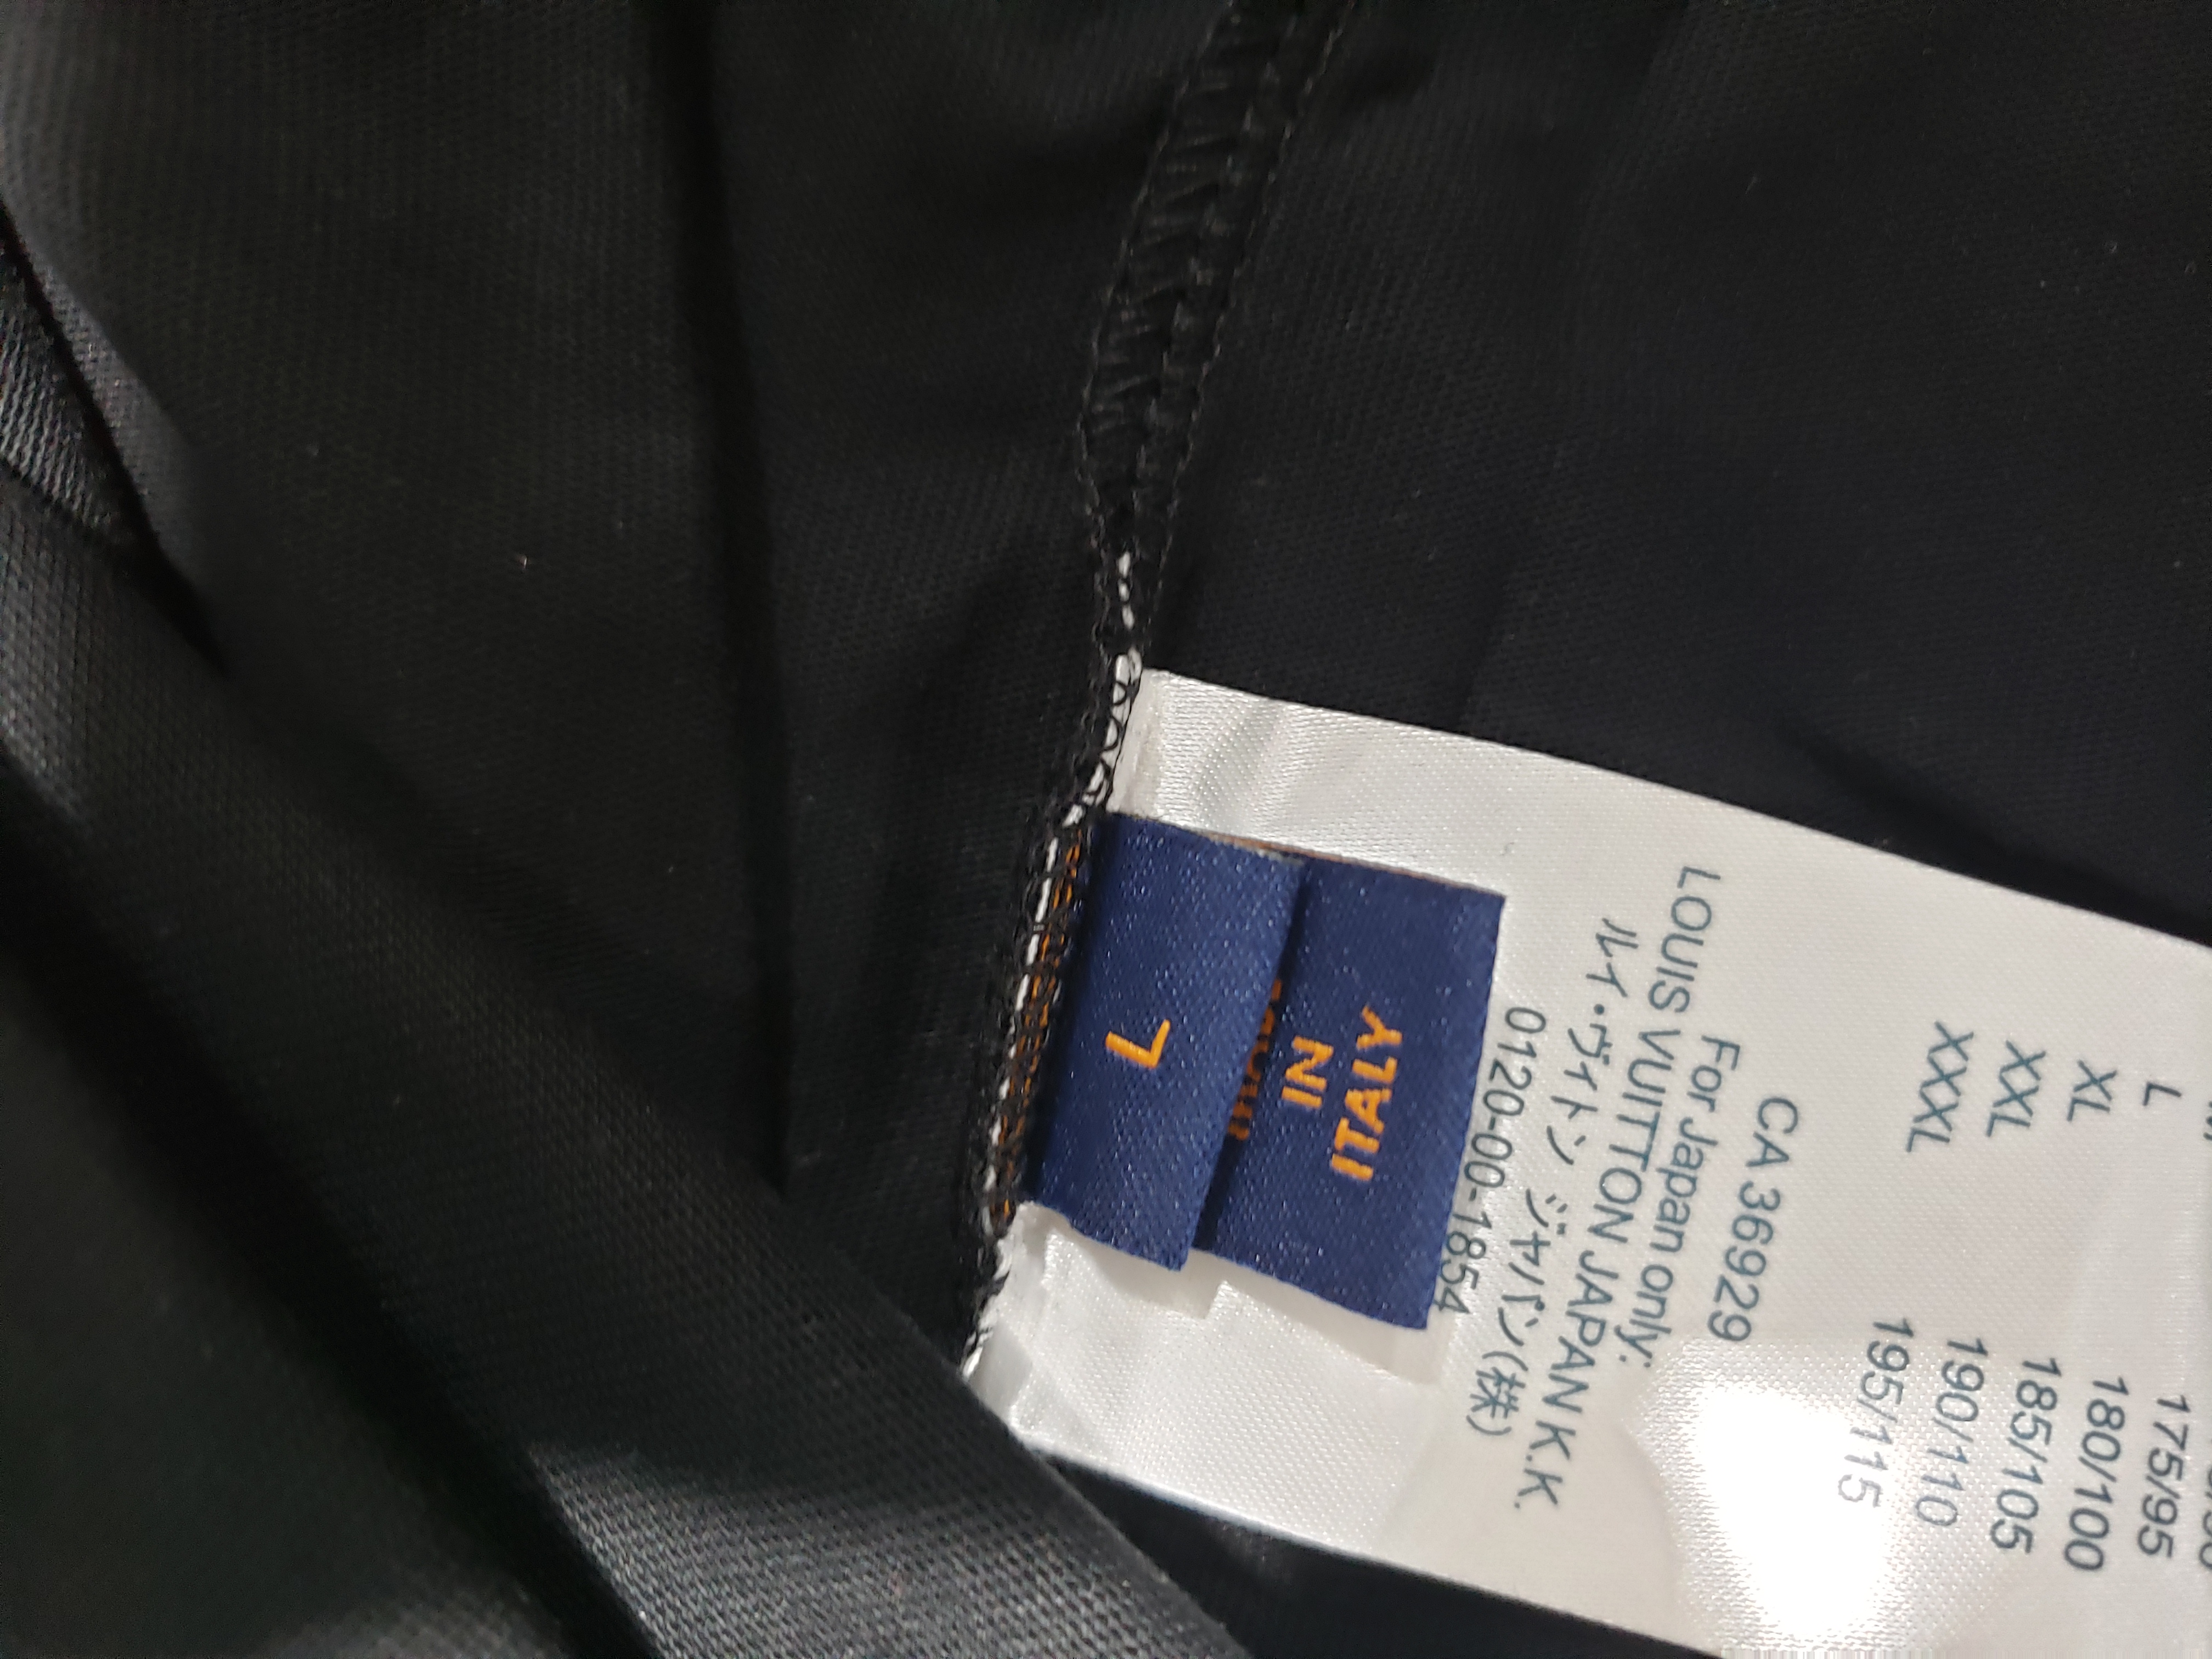 175/95
L 180/100
XL 185/105
XXL 190/110
XXXL 195/115
CA 36929
For Japan only:
LOUIS VUITTON JAPAN K.K.
ルイ・ヴィトン ジャパン(株)
0120-00-1854
L
IN
ITALY